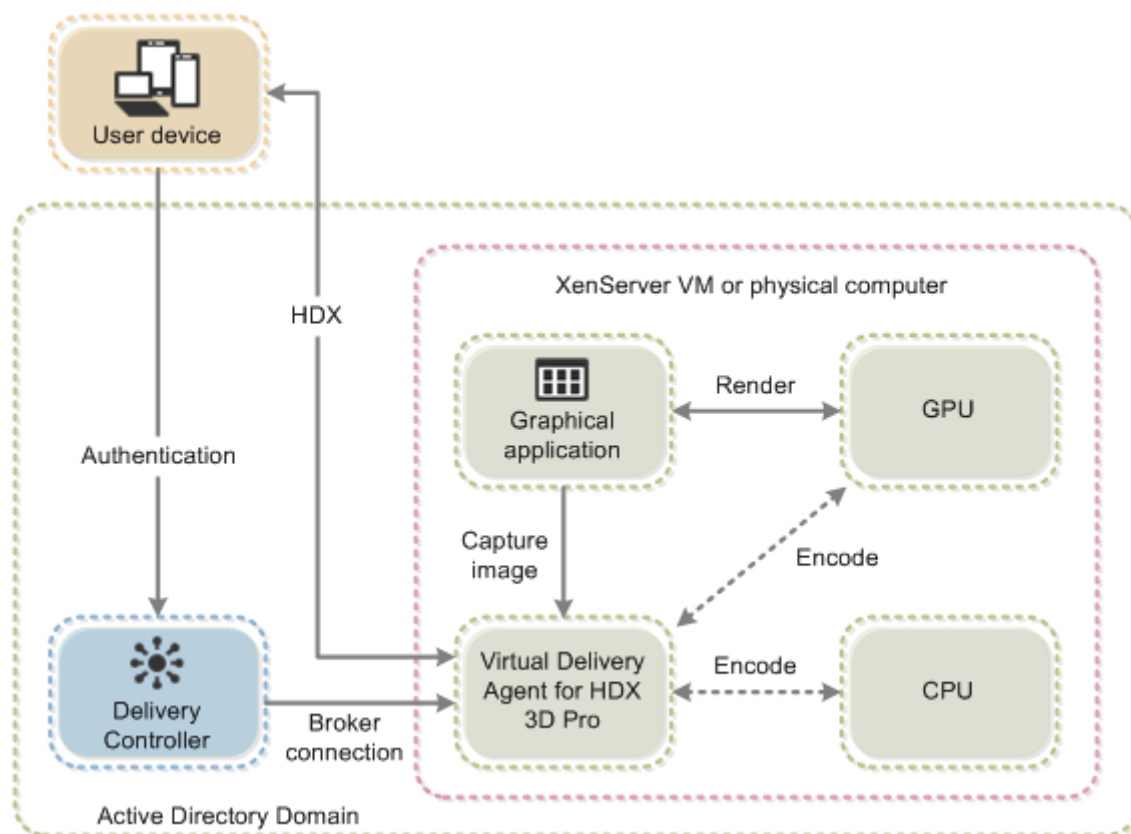 User device
HDX
Authentication
XenServer VM or physical computer
Graphical
application
Render
GPU
Capture
image
Encode
Virtual Delivery
Agent for HDX
3D Pro
Encode
CPU
Delivery
Controller
Broker
connection
Active Directory Domain